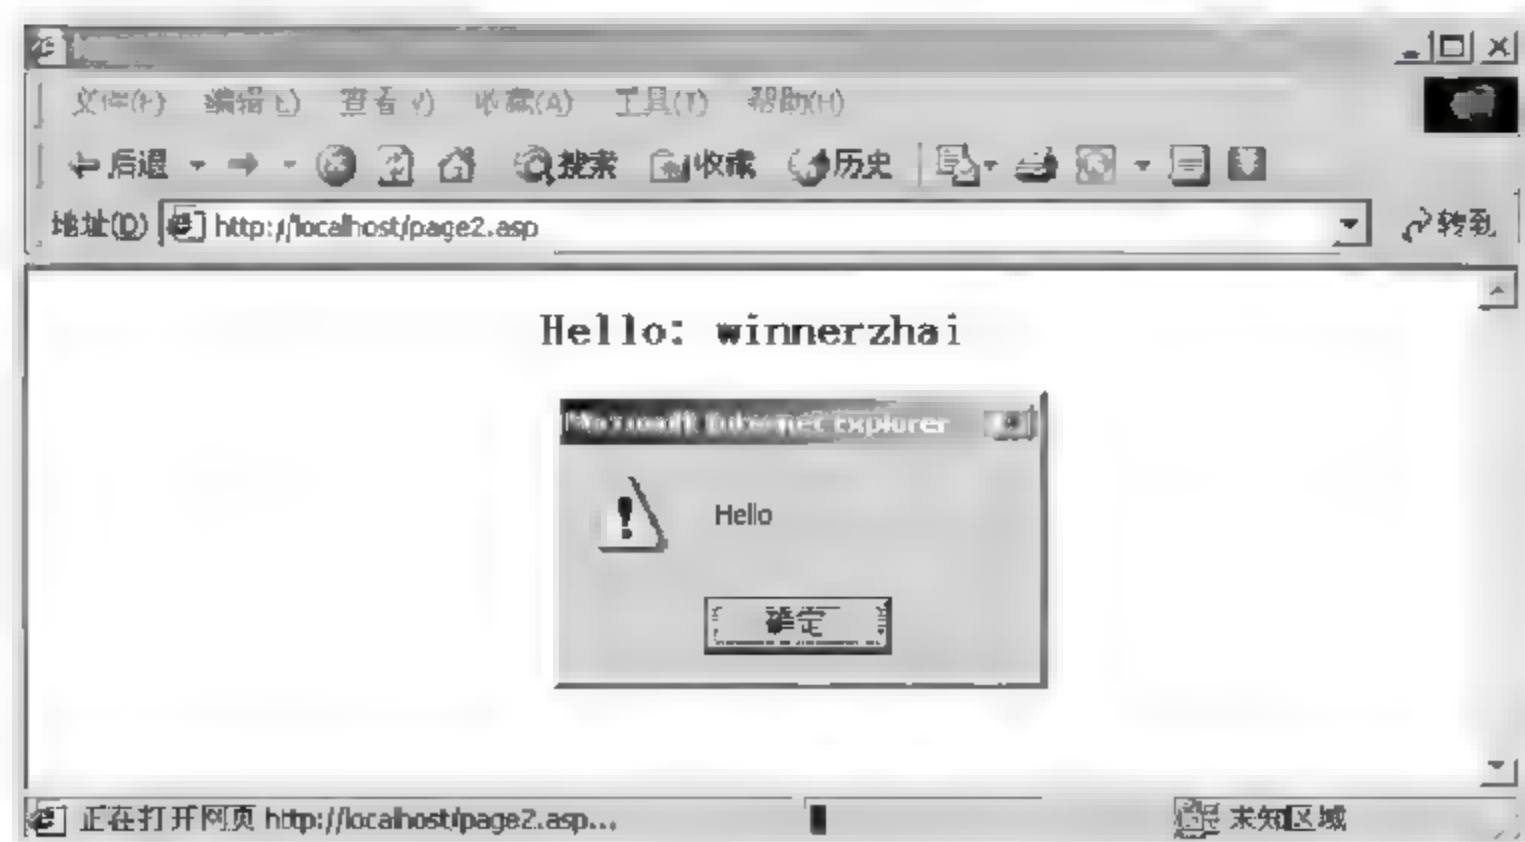 文件(F) 编辑(E) 查看(V) 收藏(A) 工具(T) 帮助(H)
后退 搜索 收藏 历史
地址(D) http://localhost/page2.asp 转到
Hello: winnerzhai
Microsoft Internet Explorer
Hello
确定
正在打开网页 http://localhost/page2.asp... 未知区域